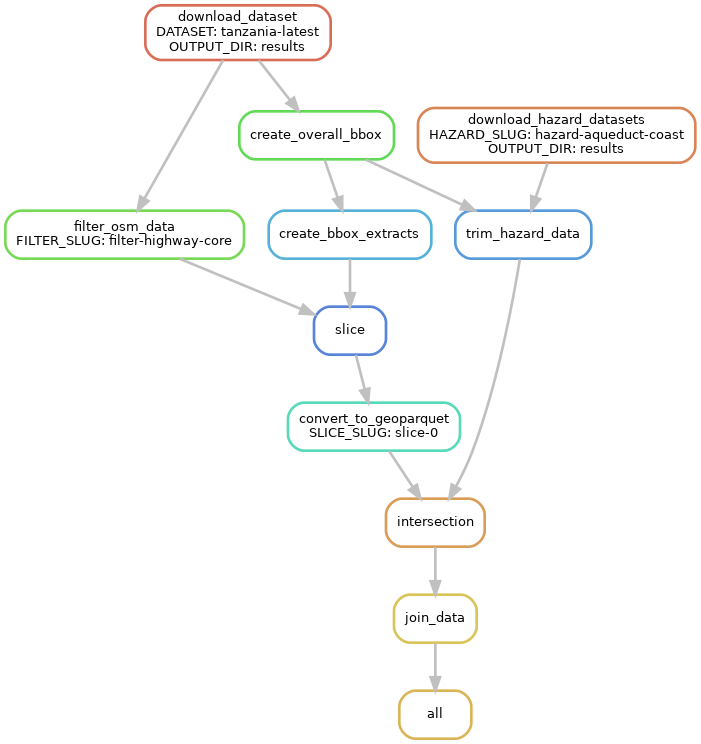 download_dataset
DATASET: tanzania-latest
OUTPUT_DIR: results
create_overall_bbox
download_hazard_datasets
HAZARD_SLUG: hazard-aqueduct-coast
OUTPUT_DIR: results
filter_osm_data
FILTER_SLUG: filter-highway-core
create_bbox_extracts
trim_hazard_data
slice
convert_to_geoparquet
SLICE_SLUG: slice-0
intersection
join_data
all